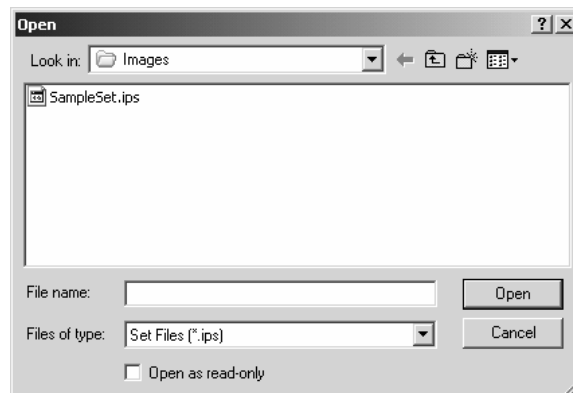 Open
Look in: Images
SampleSet.ips
File name: Open
Files of type: Set Files (*.ips) Cancel
Open as read-only